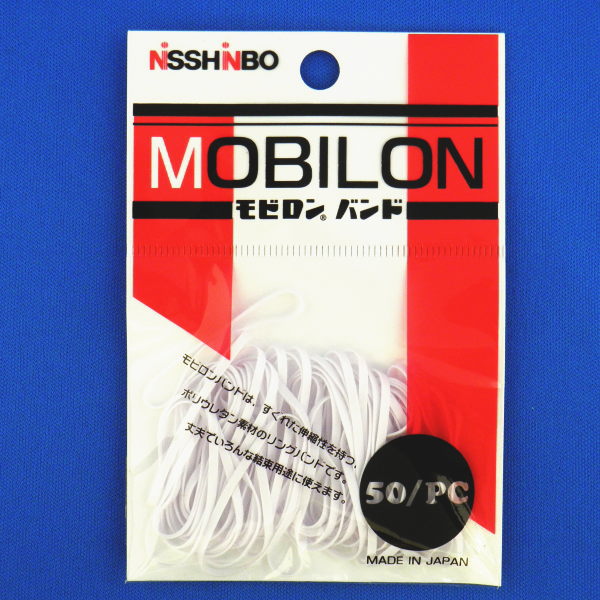 NISSHINBO
MOBILON
モビロン® バンド
モビロンバンドは、すぐれた伸縮性を持つ、
ポリウレタン素材のリングバンドです。
丈夫でいろんな結束用途に使えます。
50/PC
MADE IN JAPAN